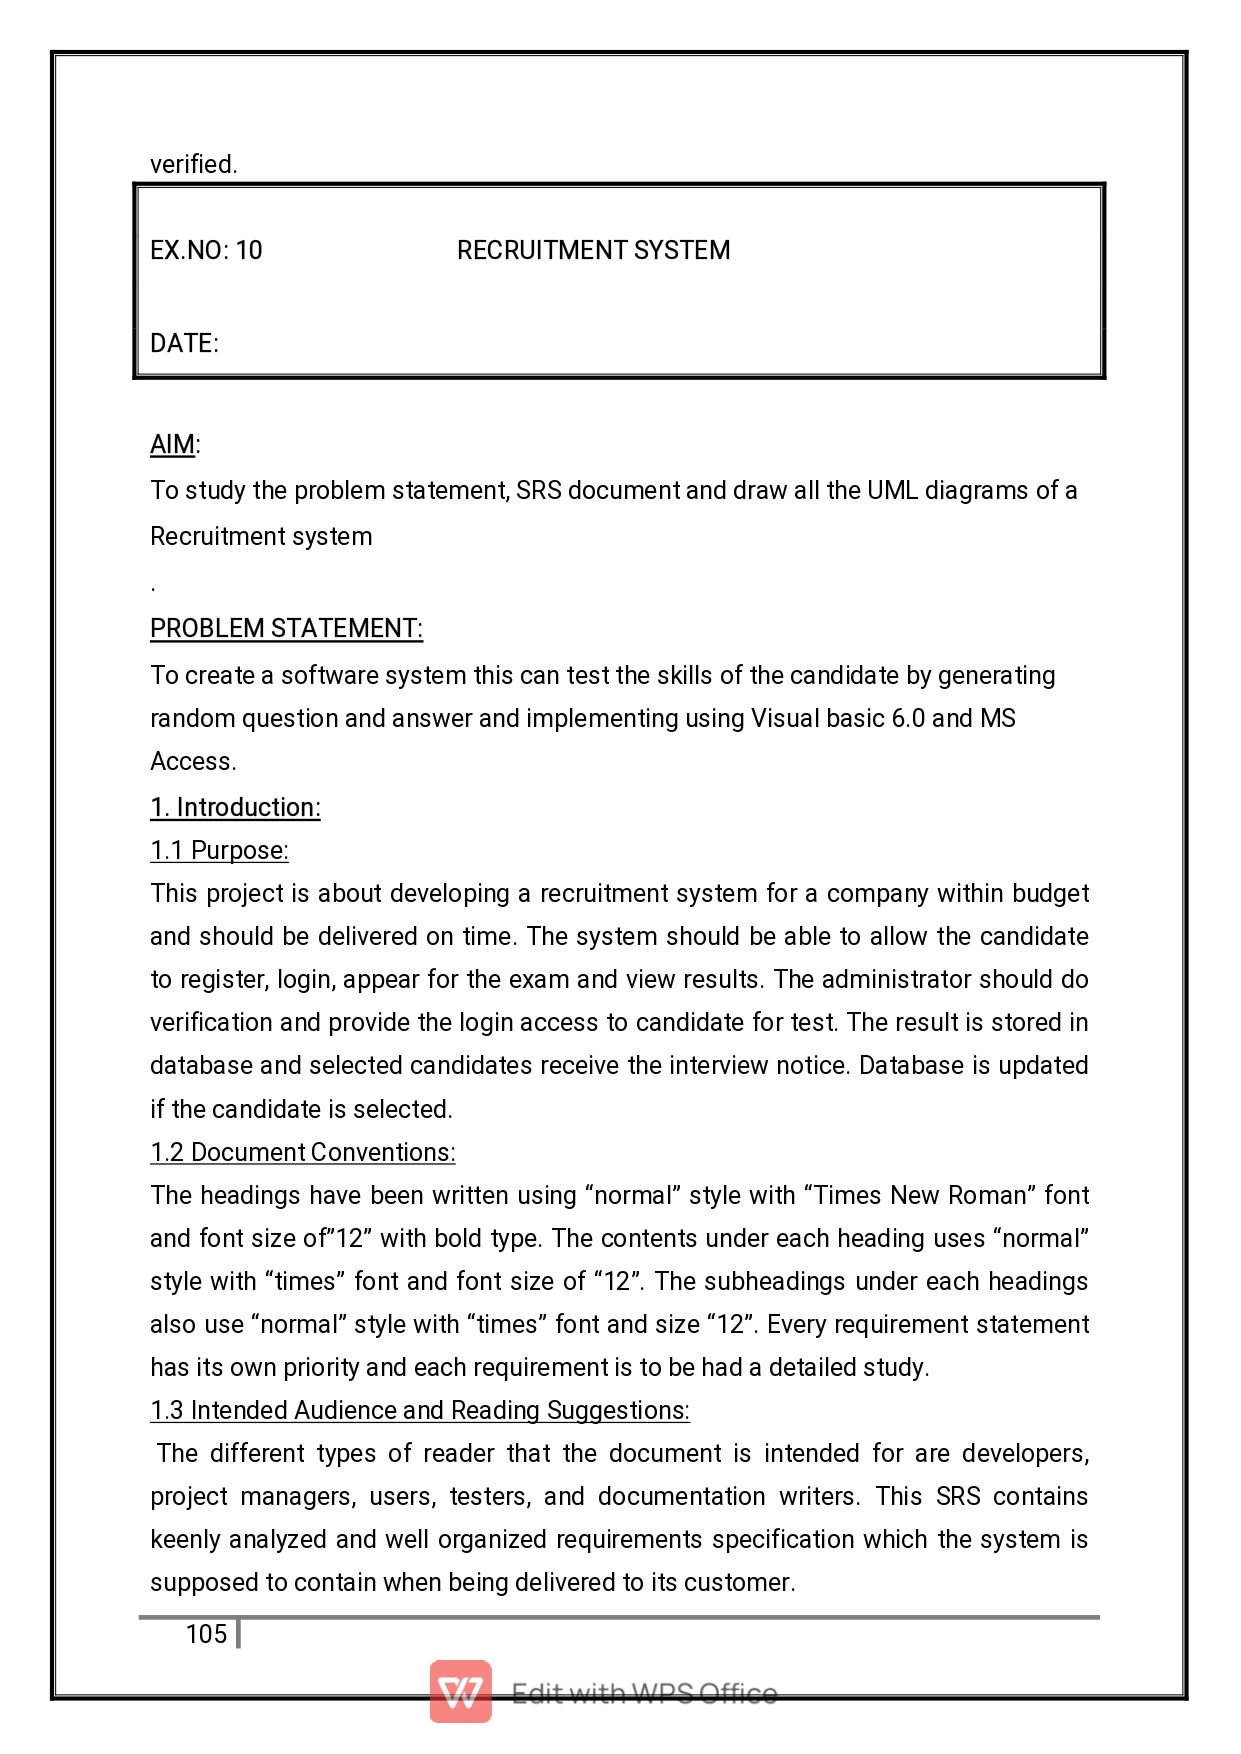 verified.
EX.NO: 10 RECRUITMENT SYSTEM
DATE:
AIM:
To study the problem statement, SRS document and draw all the UML diagrams of a
Recruitment system
.
PROBLEM STATEMENT:
To create a software system this can test the skills of the candidate by generating
random question and answer and implementing using Visual basic 6.0 and MS
Access.
1. Introduction:
1.1 Purpose:
This project is about developing a recruitment system for a company within budget
and should be delivered on time. The system should be able to allow the candidate
to register, login, appear for the exam and view results. The administrator should do
verification and provide the login access to candidate for test. The result is stored in
database and selected candidates receive the interview notice. Database is updated
if the candidate is selected.
1.2 Document Conventions:
The headings have been written using “normal” style with “Times New Roman” font
and font size of”12” with bold type. The contents under each heading uses “normal”
style with “times” font and font size of “12”. The subheadings under each headings
also use “normal” style with “times” font and size “12”. Every requirement statement
has its own priority and each requirement is to be had a detailed study.
1.3 Intended Audience and Reading Suggestions:
The different types of reader that the document is intended for are developers,
project managers, users, testers, and documentation writers. This SRS contains
keenly analyzed and well organized requirements specification which the system is
supposed to contain when being delivered to its customer.
105
Edit with WPS Office